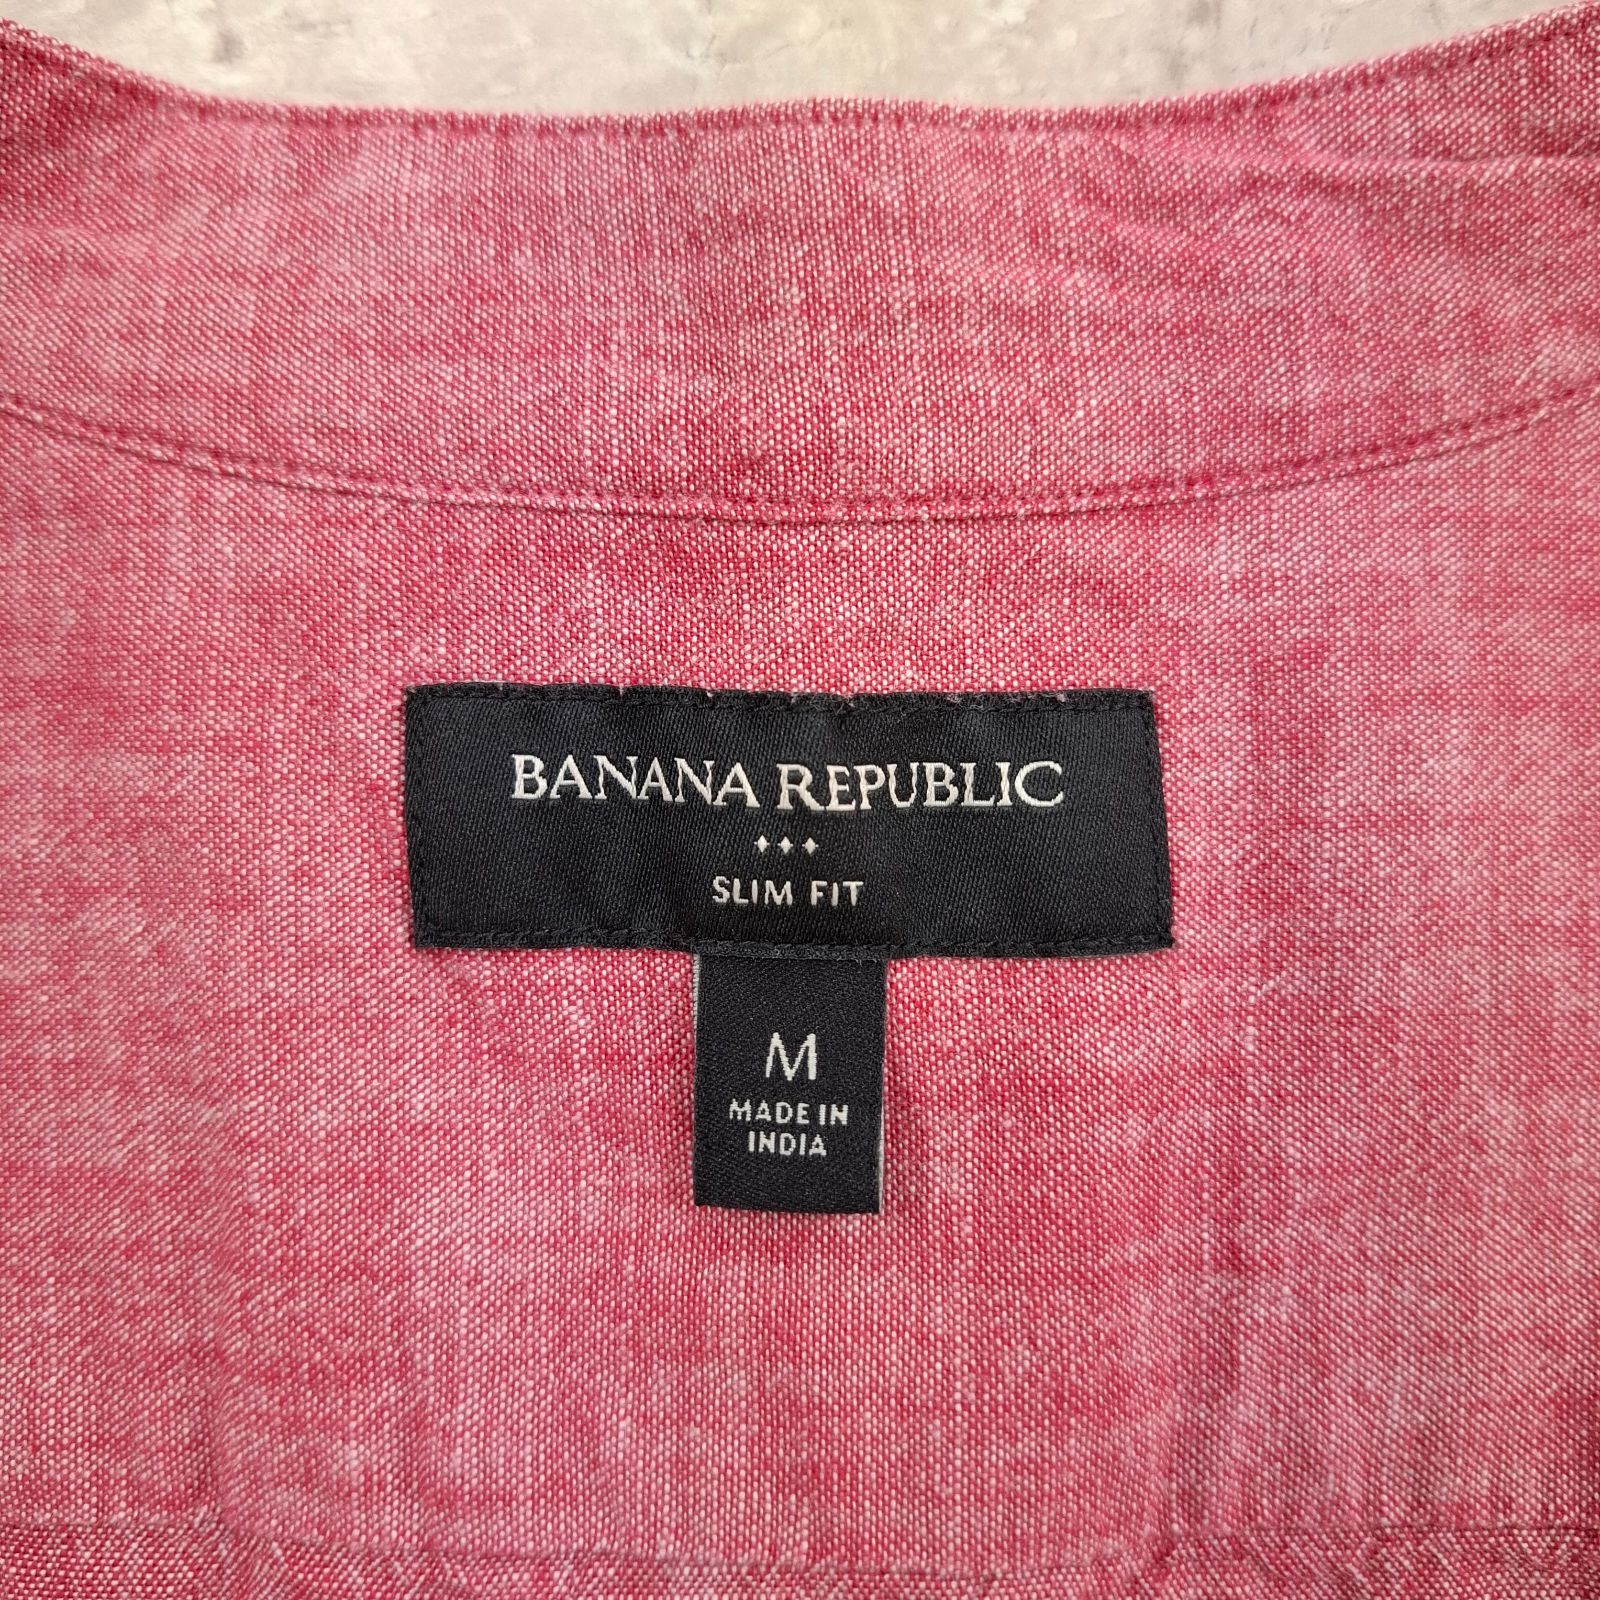 BANANA REPUBLIC
SLIM FIT
M
MADE IN
INDIA